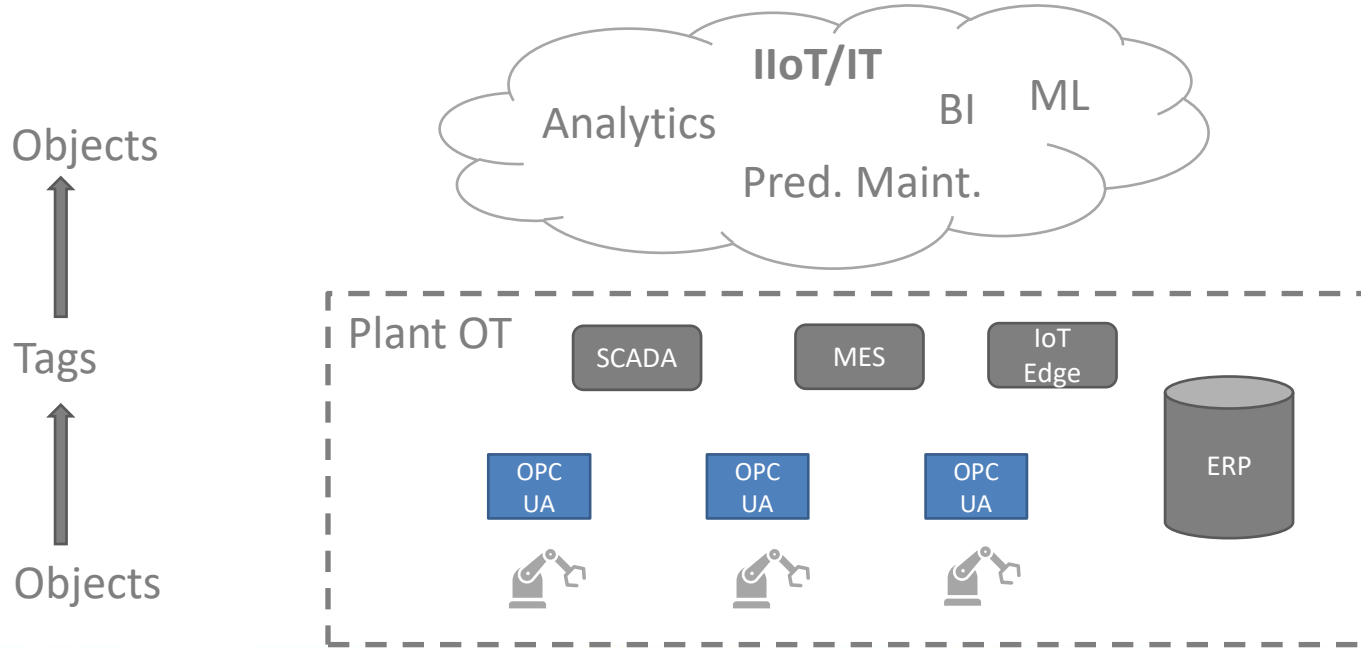 IIoT/IT
Analytics
BI
ML
Pred. Maint.
Objects
Tags
Objects
Plant OT
SCADA
MES
IoT
Edge
OPC
UA
OPC
UA
OPC
UA
ERP